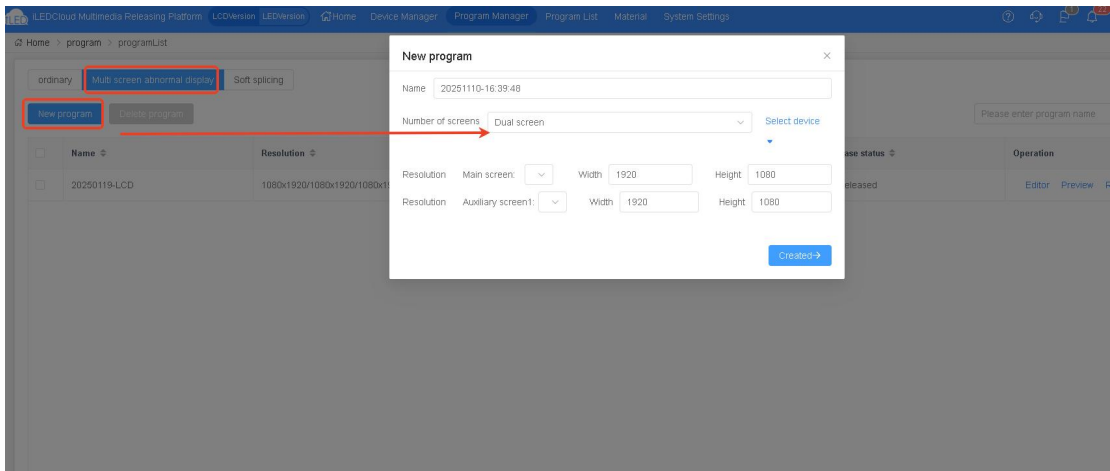 iLED iLEDCloud Multimedia Releasing Platform LCDVersion LEDVersion Home Device Manager Program Manager Program List Material System Settings
Home > program > programList
ordinary Multi screen abnormal display Soft splicing
New program Delete program Please enter program name
Name Resolution ase status Operation
20250119-LCD 1080x1920/1080x1920/1080x1 eleased Editor Preview
New program
Name 20251110-16:39:48
Number of screens Dual screen Select device
Resolution Main screen: Width 1920 Height 1080
Resolution Auxiliary screen1: Width 1920 Height 1080
Created→